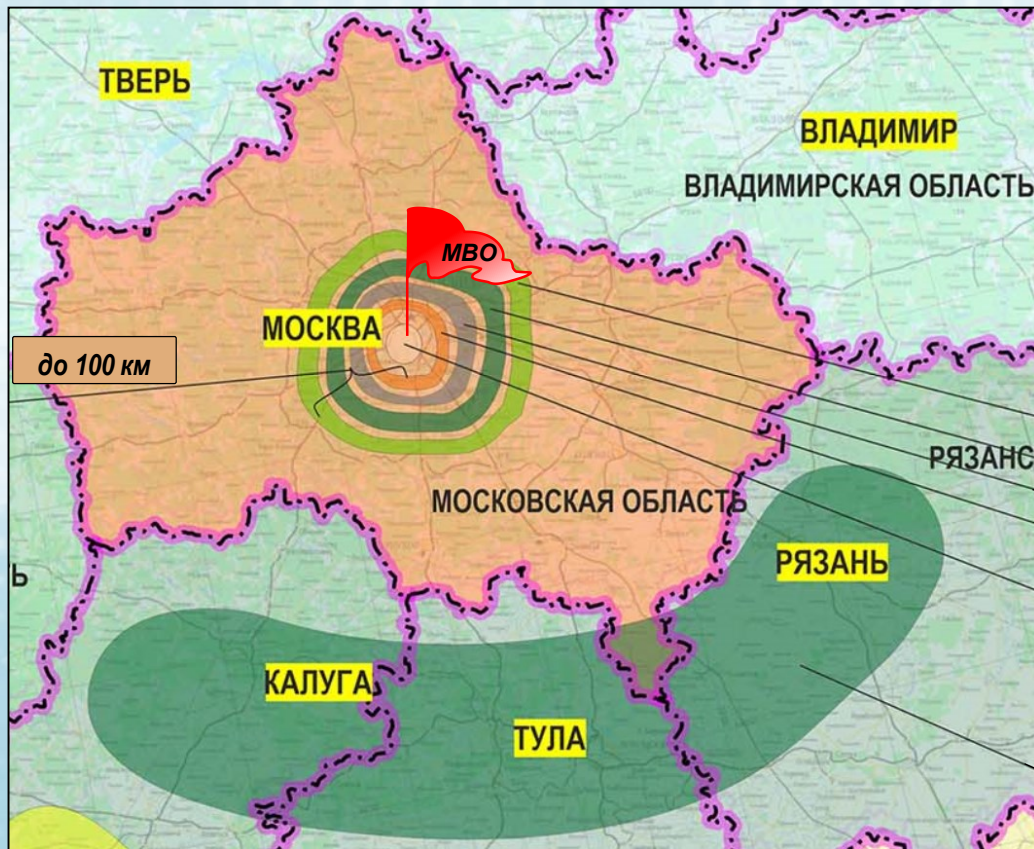 ТВЕРЬ
ВЛАДИМИР
ВЛАДИМИРСКАЯ ОБЛАСТЬ
МВО
МОСКВА
до 100 км
РЯЗАНС
МОСКОВСКАЯ ОБЛАСТЬ
РЯЗАНЬ
Ь
КАЛУГА
ТУЛА